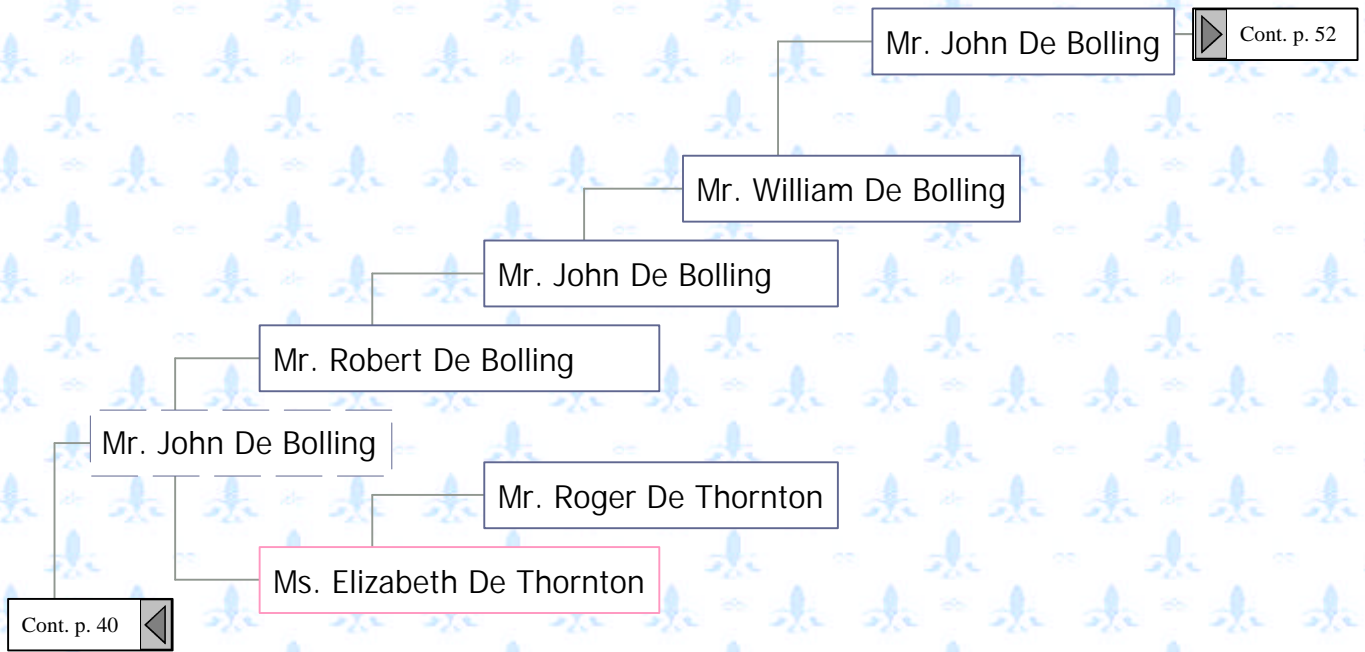 Mr. John De Bolling
Cont. p. 52
Mr. William De Bolling
Mr. John De Bolling
Mr. Robert De Bolling
Mr. John De Bolling
Mr. Roger De Thornton
Ms. Elizabeth De Thornton
Cont. p. 40